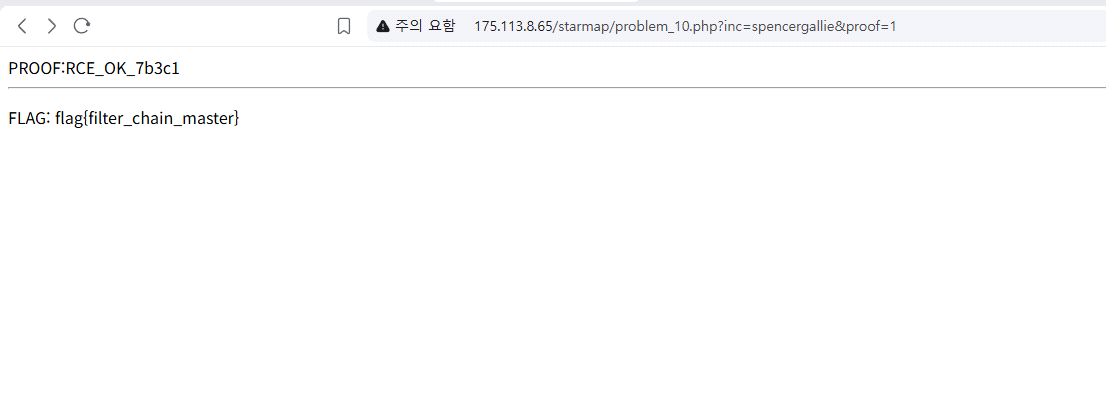 주의 요함 175.113.8.65/starmap/problem_10.php?inc=spencergallie&proof=1
PROOF:RCE_OK_7b3c1
FLAG: flag{filter_chain_master}